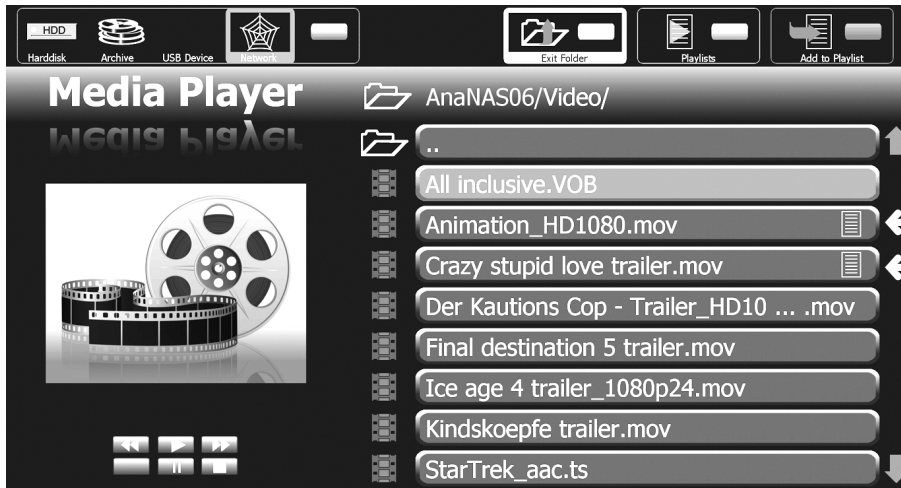 HDD
Harddisk
Archive
USB Device
Network
Exit Folder
Playlists
Add to Playlist
Media Player
AnaNAS06/Video/
..
All inclusive.VOB
Animation_HD1080.mov
Crazy stupid love trailer.mov
Der Kautions Cop - Trailer_HD10 ... .mov
Final destination 5 trailer.mov
Ice age 4 trailer_1080p24.mov
Kindskoepfe trailer.mov
StarTrek_aac.ts